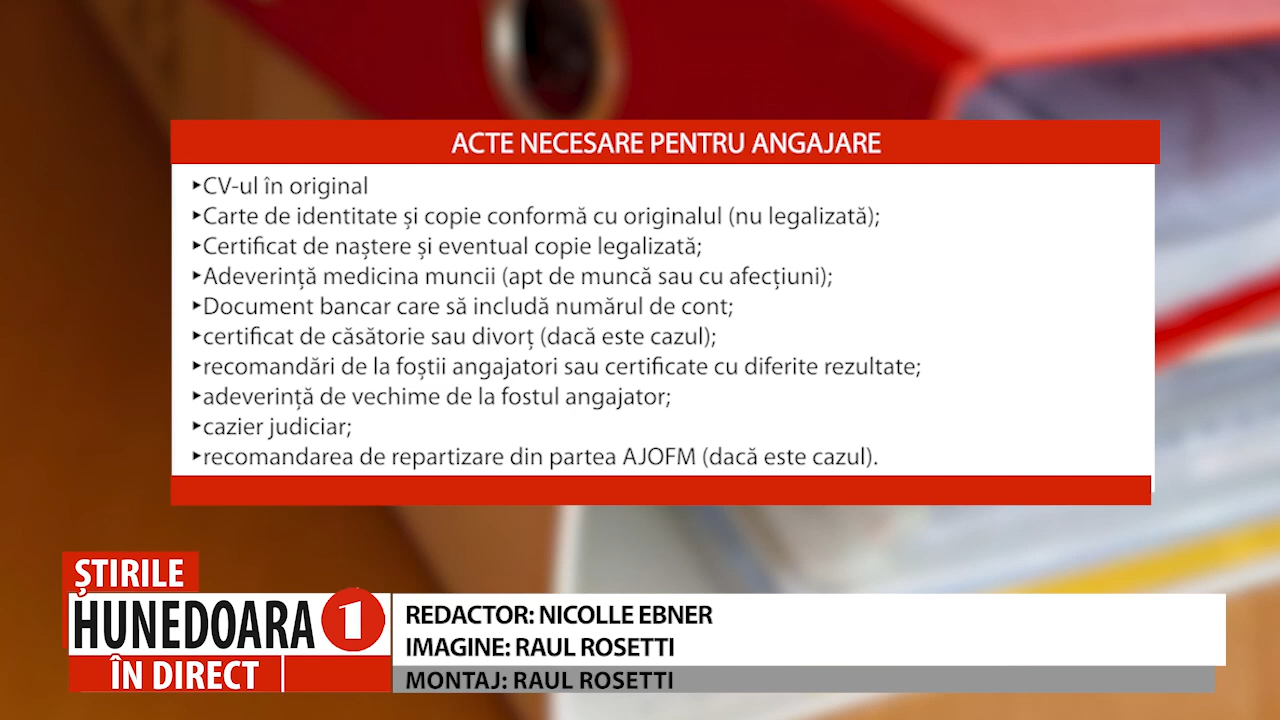 ACTE NECESARE PENTRU ANGAJARE
▸CV-ul în original
▸Carte de identitate și copie conformă cu originalul (nu legalizată);
▸Certificat de naștere și eventual copie legalizată;
▸Adeverință medicina muncii (apt de muncă sau cu afecțiuni);
▸Document bancar care să includă numărul de cont;
▸certificat de căsătorie sau divorț (dacă este cazul);
▸recomandări de la foștii angajatori sau certificate cu diferite rezultate;
▸adeverință de vechime de la fostul angajator;
▸cazier judiciar;
▸recomandarea de repartizare din partea AJOFM (dacă este cazul).
ȘTIRILE
HUNEDOARA 1
ÎN DIRECT
REDACTOR: NICOLLE EBNER
IMAGINE: RAUL ROSETTI
MONTAJ: RAUL ROSETTI